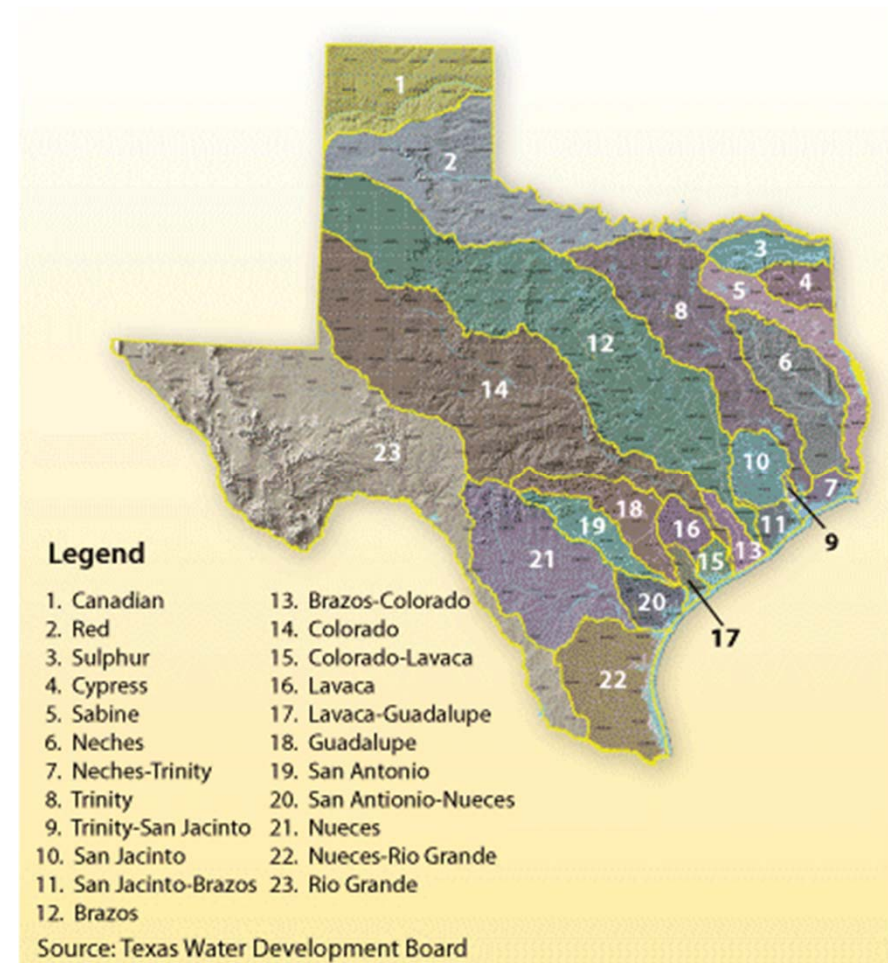 1
2
3
4
5
8
12
6
14
10
23
7
18
9
16
11
19
13
15
21
20
17
22
Legend
1. Canadian
2. Red
3. Sulphur
4. Cypress
5. Sabine
6. Neches
7. Neches-Trinity
8. Trinity
9. Trinity-San Jacinto
10. San Jacinto
11. San Jacinto-Brazos
12. Brazos
13. Brazos-Colorado
14. Colorado
15. Colorado-Lavaca
16. Lavaca
17. Lavaca-Guadalupe
18. Guadalupe
19. San Antonio
20. San Antionio-Nueces
21. Nueces
22. Nueces-Rio Grande
23. Rio Grande
Source: Texas Water Development Board